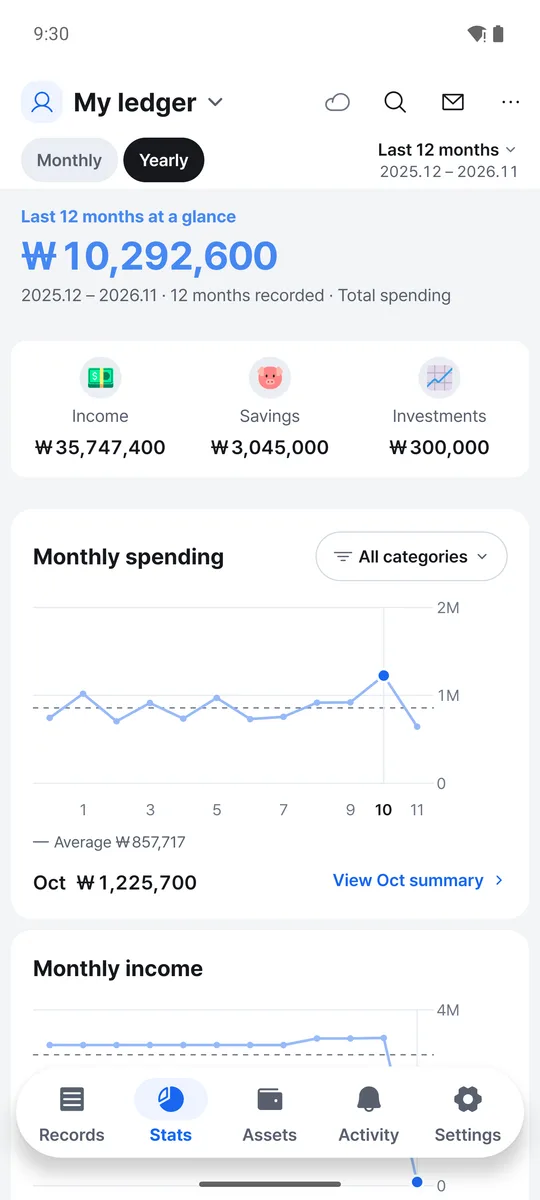 9:30
My ledger
Monthly Yearly
Last 12 months
2025.12 – 2026.11
Last 12 months at a glance
₩10,292,600
2025.12 – 2026.11 · 12 months recorded · Total spending
Income Savings Investments
₩35,747,400 ₩3,045,000 ₩300,000
Monthly spending
All categories
2M
1M
0
1 3 5 7 9 10 11
Average ₩857,717
Oct ₩1,225,700
View Oct summary
Monthly income
4M
Records Stats Assets Activity Settings
0